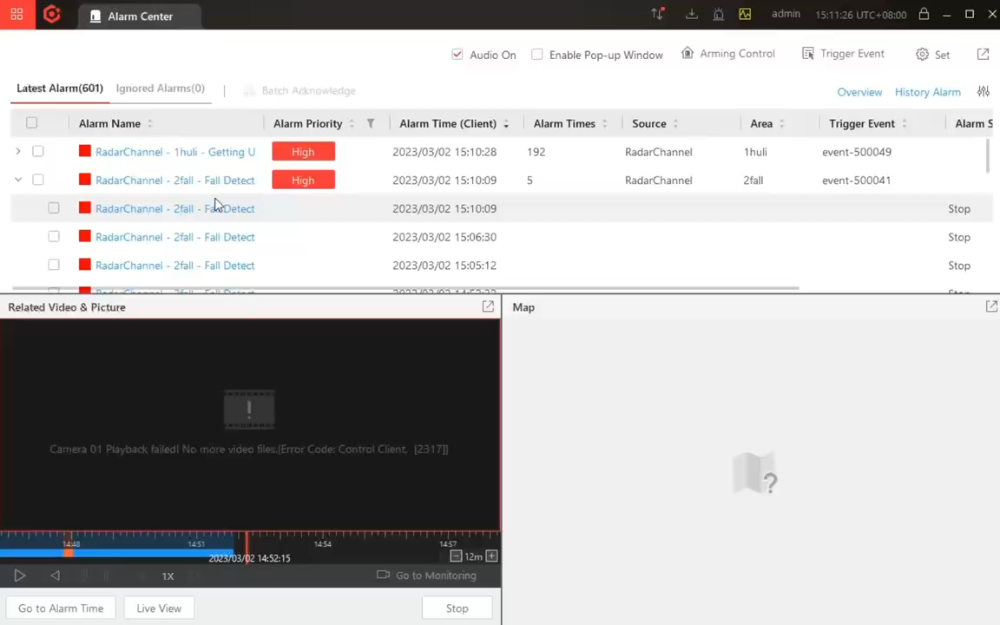 Alarm Center
admin
15:11:26 UTC+08:00
Audio On
Enable Pop-up Window
Arming Control
Trigger Event
Set
Latest Alarm(601)
Ignored Alarms(0)
Batch Acknowledge
Overview
History Alarm
Alarm Name
Alarm Priority
Alarm Time (Client)
Alarm Times
Source
Area
Trigger Event
Alarm S
RadarChannel - 1huli - Getting U
High
2023/03/02 15:10:28
192
RadarChannel
1huli
event-500049
RadarChannel - 2fall - Fall Detect
High
2023/03/02 15:10:09
5
RadarChannel
2fall
event-500041
RadarChannel - 2fall - Fall Detect
2023/03/02 15:10:09
Stop
RadarChannel - 2fall - Fall Detect
2023/03/02 15:06:30
Stop
RadarChannel - 2fall - Fall Detect
2023/03/02 15:05:12
Stop
Related Video & Picture
Map
Camera 01 Playback failed! No more video files.(Error Code: Control Client, [2317])
14:48
14:51
14:54
14:57
2023/03/02 14:52:15
12m
1X
Go to Monitoring
Go to Alarm Time
Live View
Stop